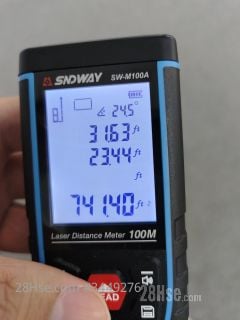 SNDWAY SW-M100A
24.5°
31.63 ft
23.44 ft
ft
741.40 ft²
Laser Distance Meter 100M
READ
28Hse.com
28Hse.com